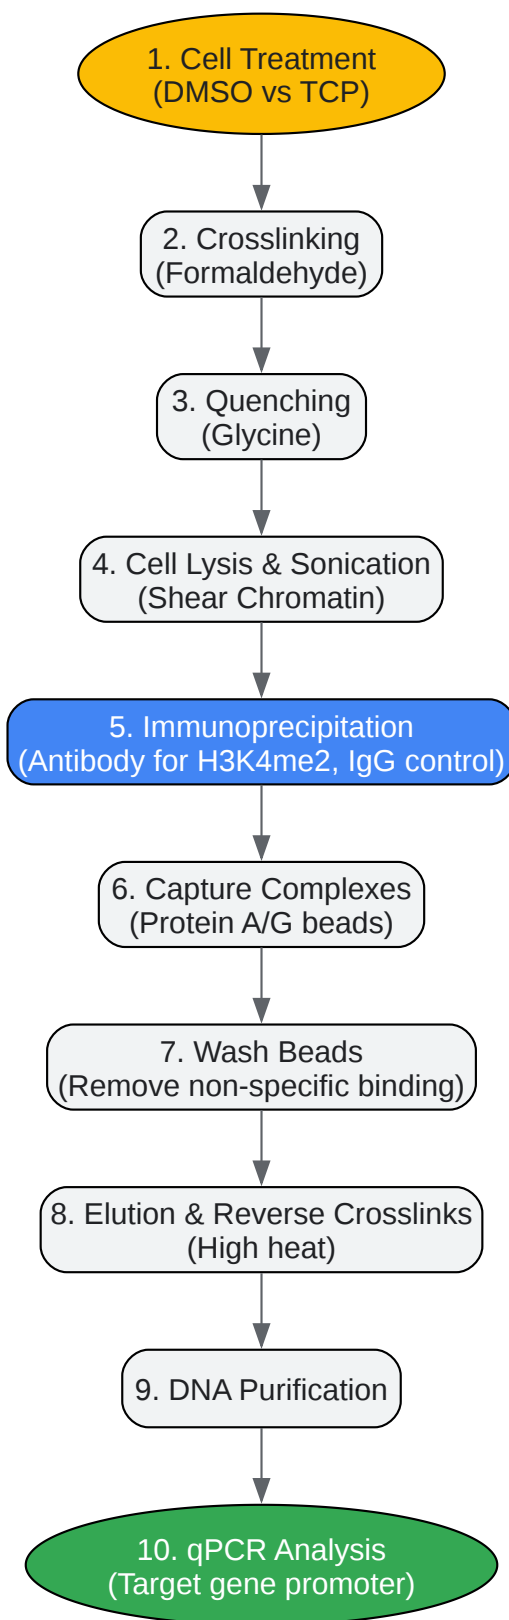 1. Cell Treatment
(DMSO vs TCP)
2. Crosslinking
(Formaldehyde)
3. Quenching
(Glycine)
4. Cell Lysis & Sonication
(Shear Chromatin)
5. Immunoprecipitation
(Antibody for H3K4me2, IgG control)
6. Capture Complexes
(Protein A/G beads)
7. Wash Beads
(Remove non-specific binding)
8. Elution & Reverse Crosslinks
(High heat)
9. DNA Purification
10. qPCR Analysis
(Target gene promoter)